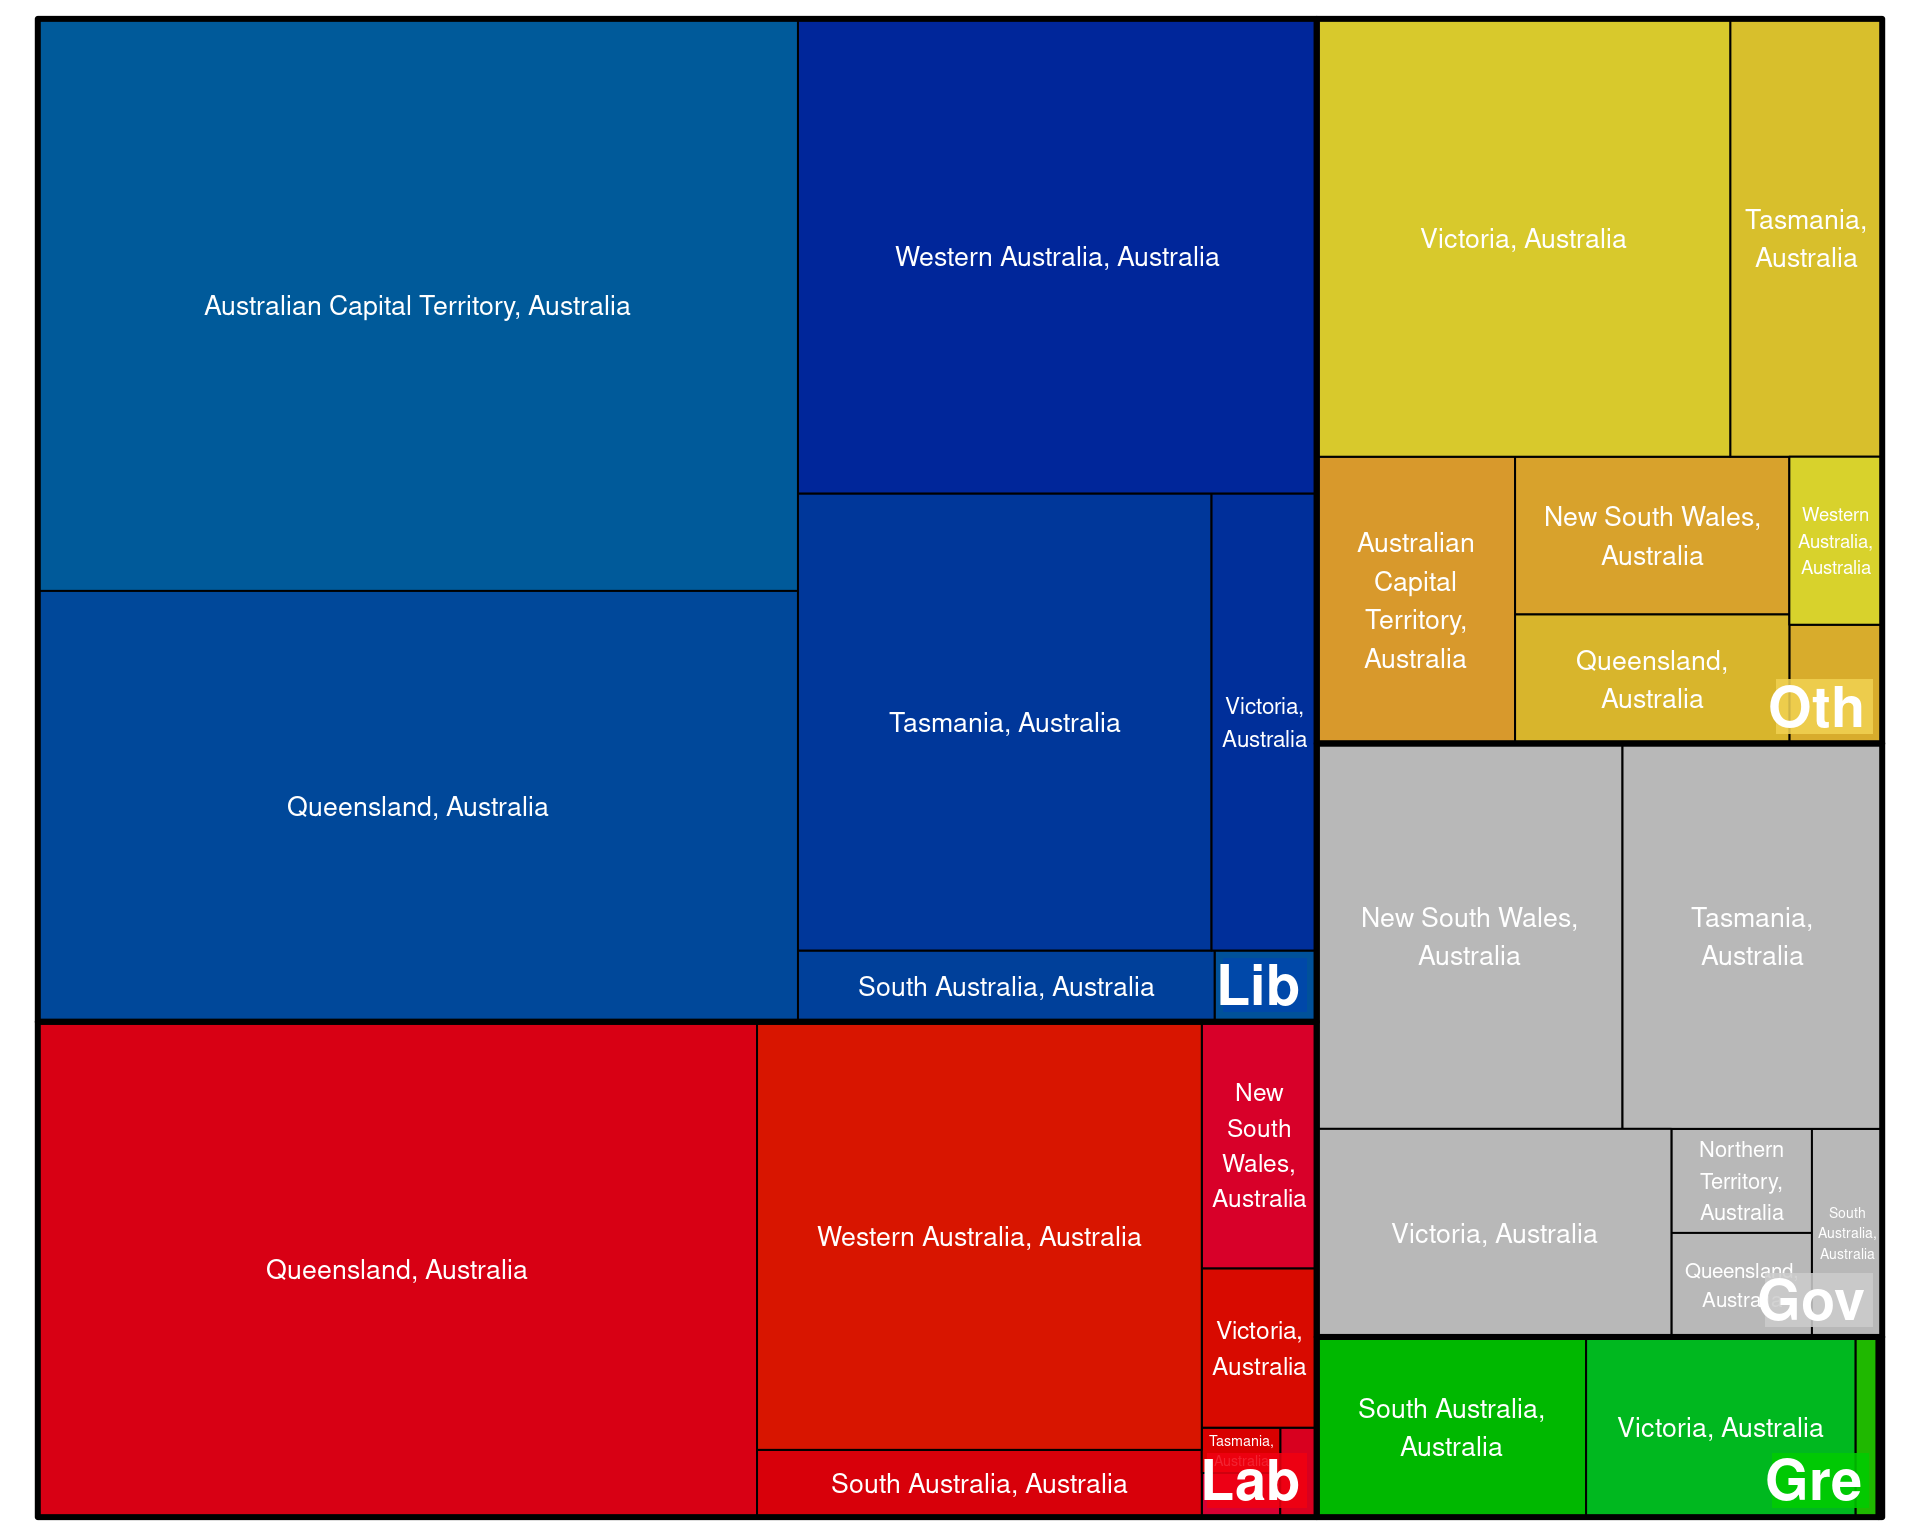 Australian Capital Territory, Australia
Queensland, Australia
Western Australia, Australia
Tasmania, Australia
Victoria,
Australia
South Australia, Australia
Lib
Queensland, Australia
Western Australia, Australia
South Australia, Australia
New
South
Wales,
Australia
Victoria,
Australia
Tasmania,
Australia
Lab
Victoria, Australia
Tasmania,
Australia
Australian
Capital
Territory,
Australia
New South Wales,
Australia
Queensland,
Australia
Western
Australia,
Australia
Oth
New South Wales,
Australia
Tasmania,
Australia
Victoria, Australia
Northern
Territory,
Australia
Queensland,
Australia
South
Australia,
Australia
Gov
South Australia,
Australia
Victoria, Australia
Gre